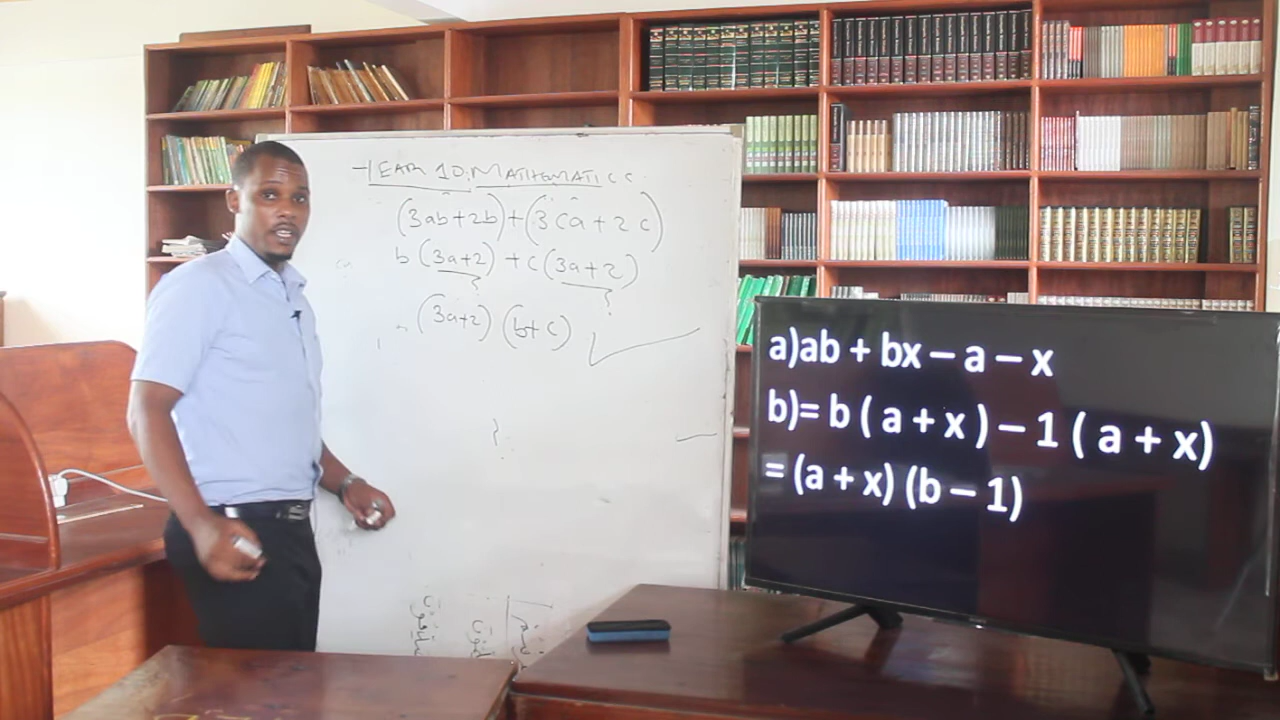 YEAR 10: MATHEMATICS
(3ab+2b)+(3ca+2c)
b(3a+2)+c(3a+2)
(3a+2)(b+c)
a)ab + bx – a – x
b)= b ( a + x ) – 1 ( a + x)
= (a + x) (b – 1)